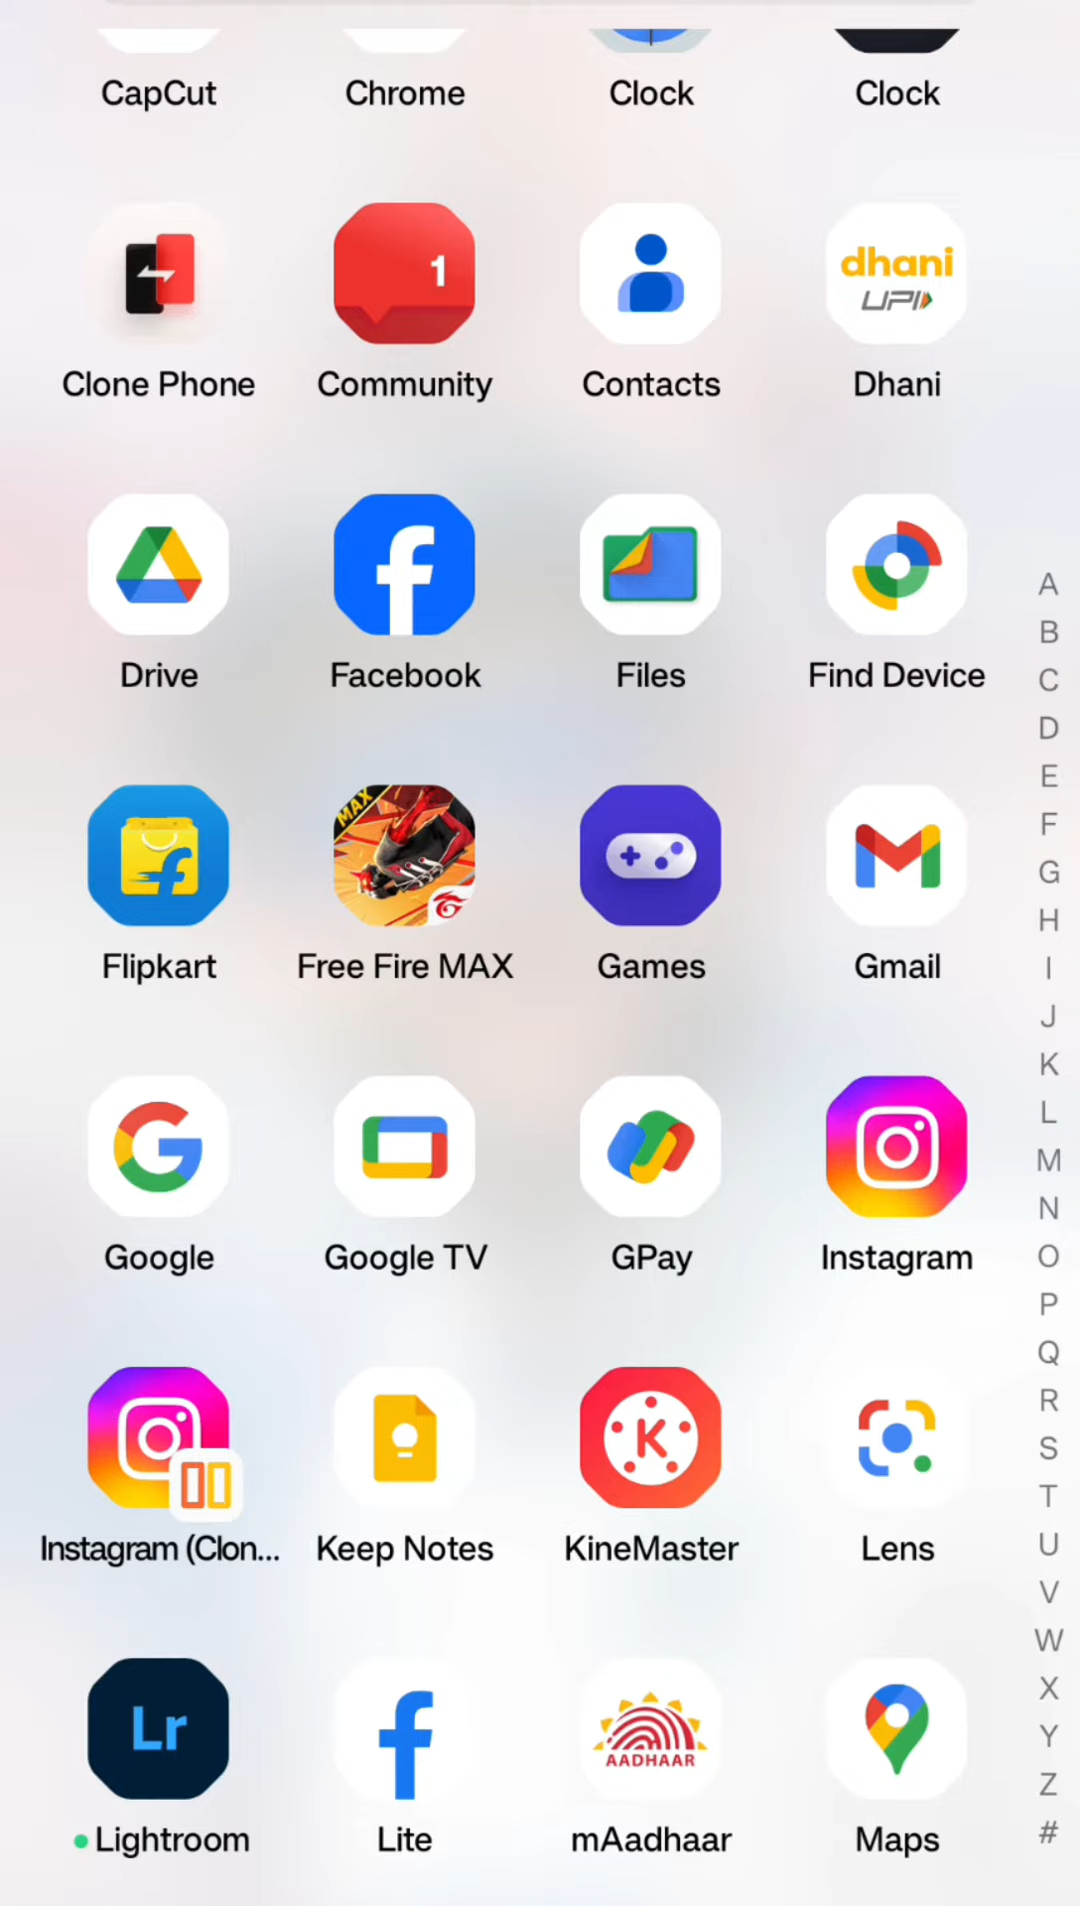 CapCut Chrome Clock Clock
1
dhani
UPI
Clone Phone Community Contacts Dhani
Drive Facebook Files Find Device
MAX
Flipkart Free Fire MAX Games Gmail
Google Google TV GPay Instagram
K
Instagram (Clon... Keep Notes KineMaster Lens
Lr
AADHAAR
Lightroom Lite mAadhaar Maps
A
B
C
D
E
F
G
H
I
J
K
L
M
N
O
P
Q
R
S
T
U
V
W
X
Y
Z
#